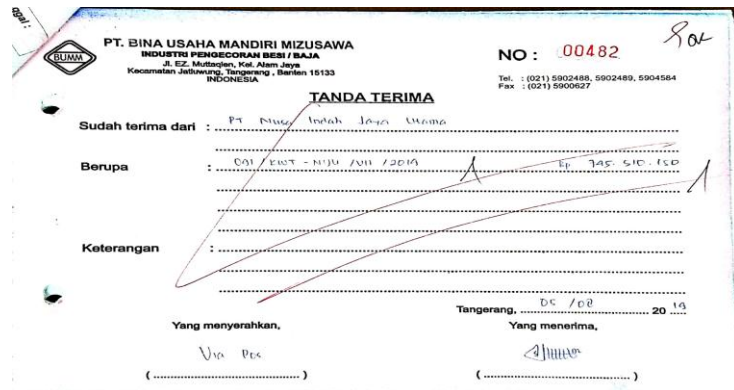 BUMM
PT. BINA USAHA MANDIRI MIZUSAWA
INDUSTRI PENGECORAN BESI / BAJA
Jl. EZ. Muttaqien, Kel. Alam Jaya
Kecamatan Jatiuwung, Tangerang, Banten 15133
INDONESIA
NO : 00482
Tel. : (021) 5902488, 5902489, 5904584
Fax : (021) 5900627
TANDA TERIMA
Sudah terima dari : PT Nusa Indah Jaya Utama
Berupa : 091 / KWT - NIJU / VII / 2019 Rp 745.510.150
Keterangan :
Tangerang, 05 / 08 20 19
Yang menyerahkan, Yang menerima,
Via Pos
(....................) (....................)